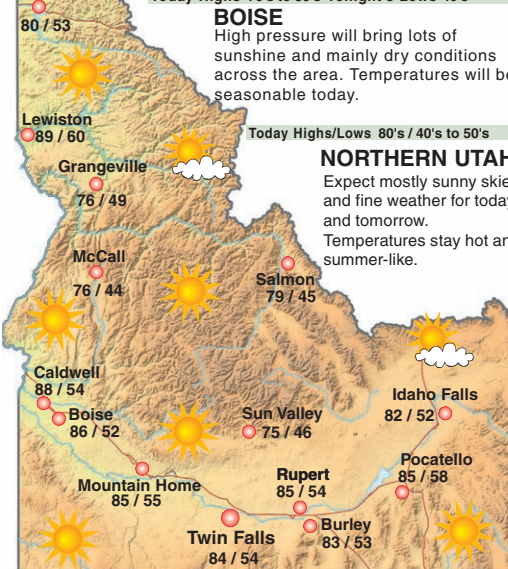 80 / 53
BOISE
High pressure will bring lots of
sunshine and mainly dry conditions
across the area. Temperatures will be
seasonable today.
Today Highs/Lows 80's / 40's to 50's
NORTHERN UTAH
Expect mostly sunny skie
and fine weather for today
and tomorrow.
Temperatures stay hot an
summer-like.
Lewiston
89 / 60
Grangeville
76 / 49
McCall
76 / 44
Salmon
79 / 45
Caldwell
88 / 54
Boise
86 / 52
Sun Valley
75 / 46
Idaho Falls
82 / 52
Mountain Home
85 / 55
Rupert
85 / 54
Pocatello
85 / 58
Twin Falls
84 / 54
Burley
83 / 53